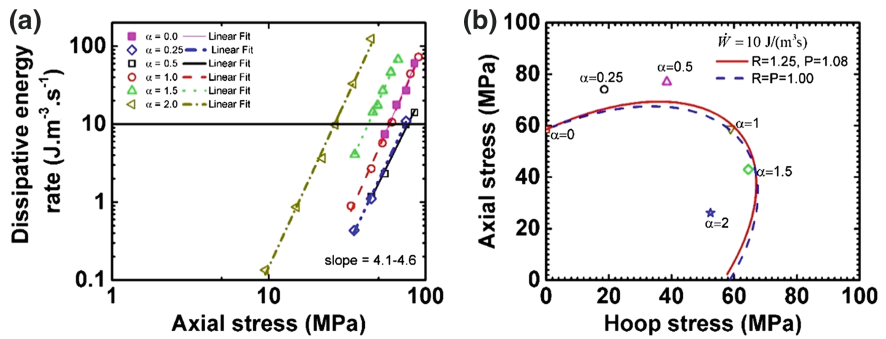 (a)
Dissipative energy
rate (J.m⁻³.s⁻¹)
100
10
1
0.1
α = 0.0 Linear Fit
α = 0.25 Linear Fit
α = 0.5 Linear Fit
α = 1.0 Linear Fit
α = 1.5 Linear Fit
α = 2.0 Linear Fit
slope = 4.1-4.6
1 10 100
Axial stress (MPa)
(b)
Axial stress (MPa)
100
80
60
40
20
0
Ẇ = 10 J/(m³s)
R=1.25, P=1.08
R=P=1.00
α=0.25
α=0.5
α=0
α=1
α=1.5
α=2
0 20 40 60 80 100
Hoop stress (MPa)